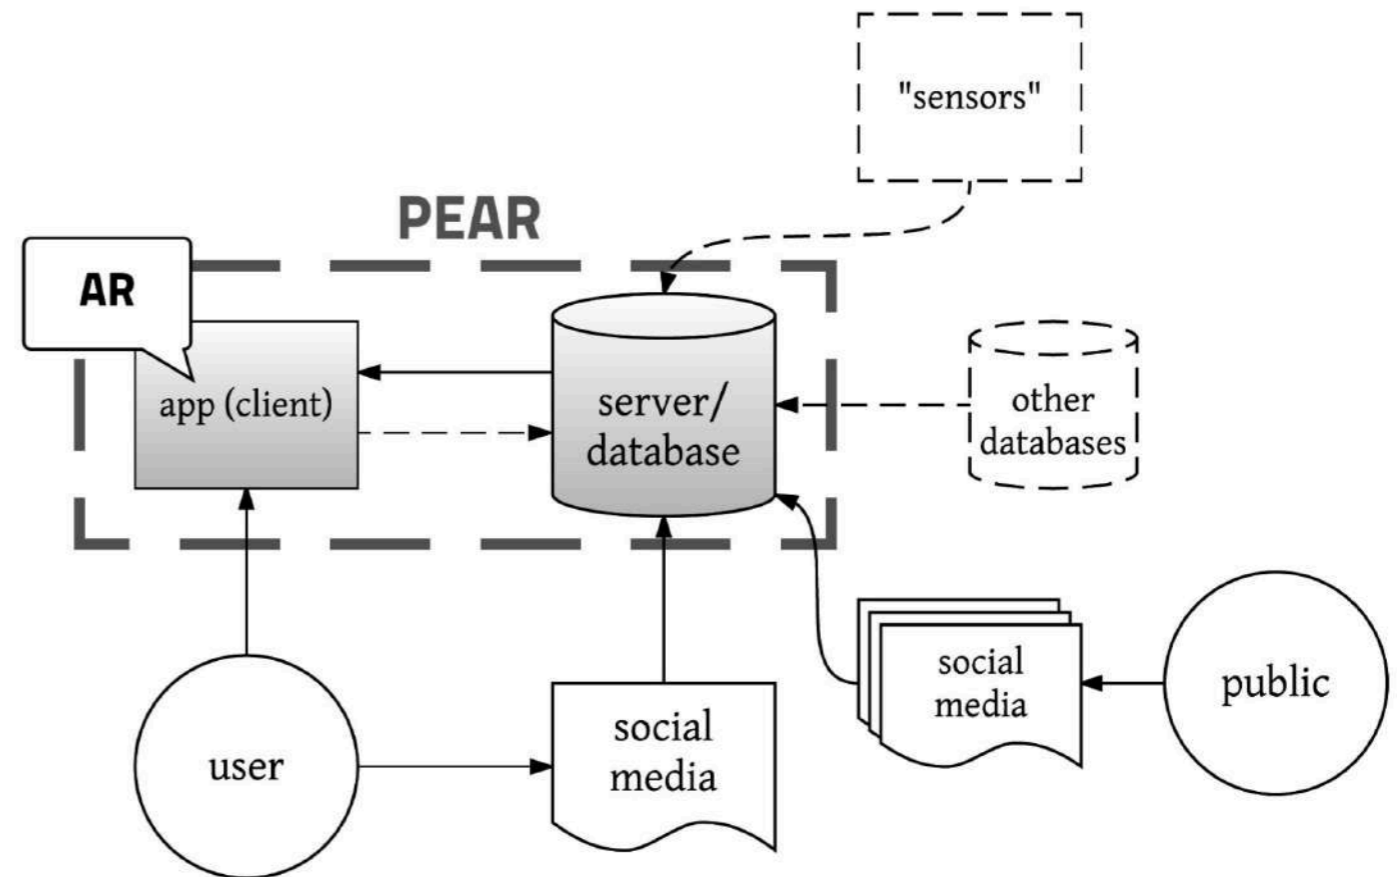 "sensors"
PEAR
AR
app (client)
server/
database
other
databases
social
media
public
user
social
media